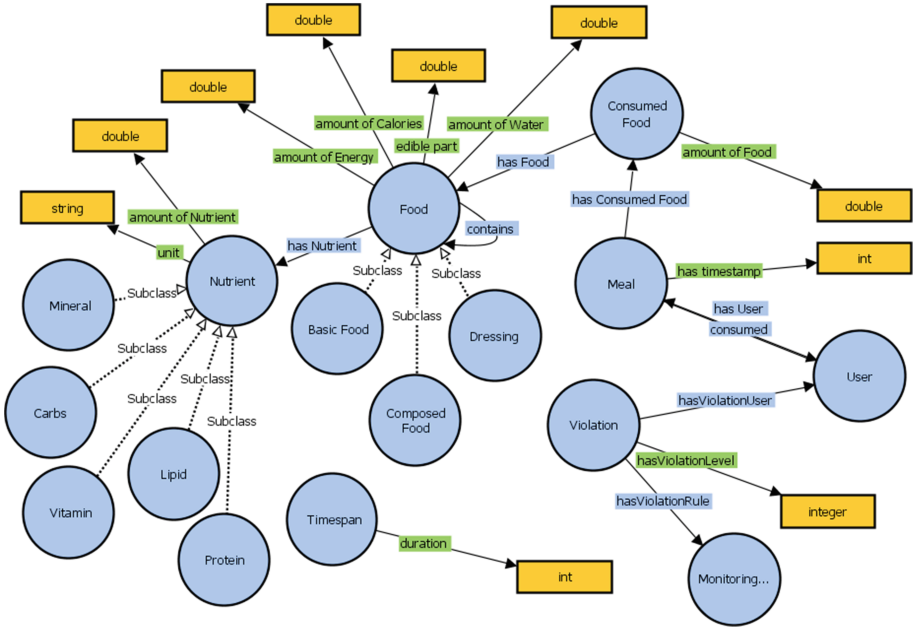 double
double
double
double
Consumed
Food
double
amount of Calories
amount of Water
edible part
amount of Energy
has Food
amount of Food
string
amount of Nutrient
has Consumed Food
double
Food
contains
unit
has Nutrient
int
has timestamp
Subclass
Subclass
Nutrient
Meal
Mineral
Subclass
has User
consumed
Subclass
Basic Food
Dressing
Subclass
User
Subclass
Subclass
hasViolationUser
Carbs
Composed
Food
Subclass
Violation
hasViolationLevel
Lipid
hasViolationRule
Vitamin
Timespan
integer
duration
Protein
int
Monitoring...